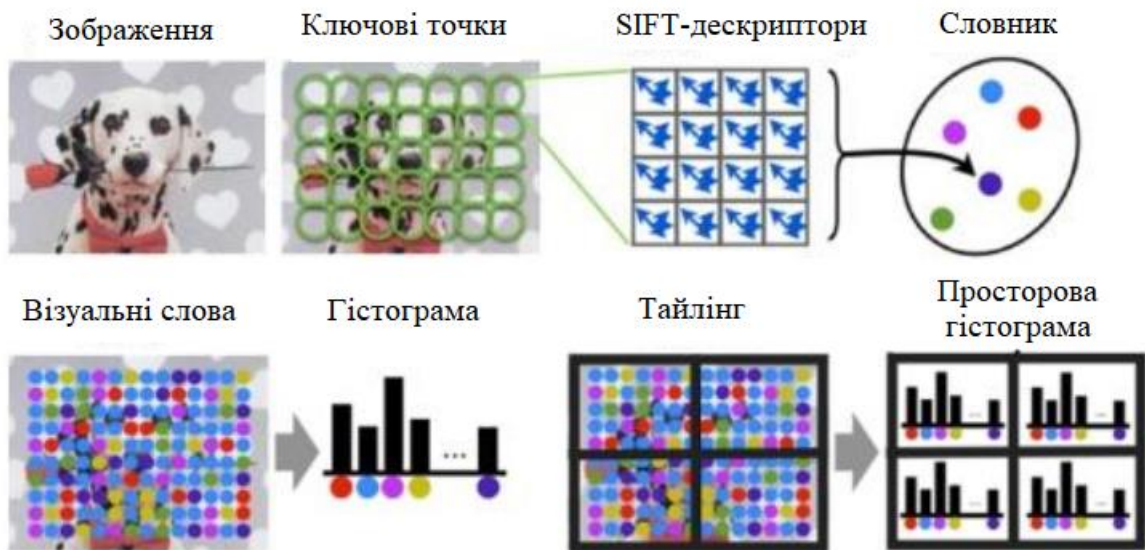 Зображення
Ключові точки
SIFT-дескриптори
Словник
Візуальні слова
Гістограма
Тайлінг
Просторова
гістограма
...
...
...
...
...